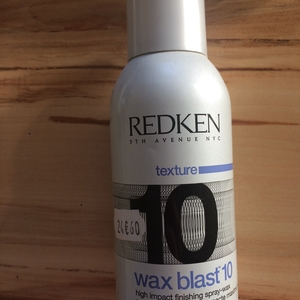 REDKEN
5TH AVENUE NYC
texture
10
24€60
wax blast 10
high impact finishing spray-wax